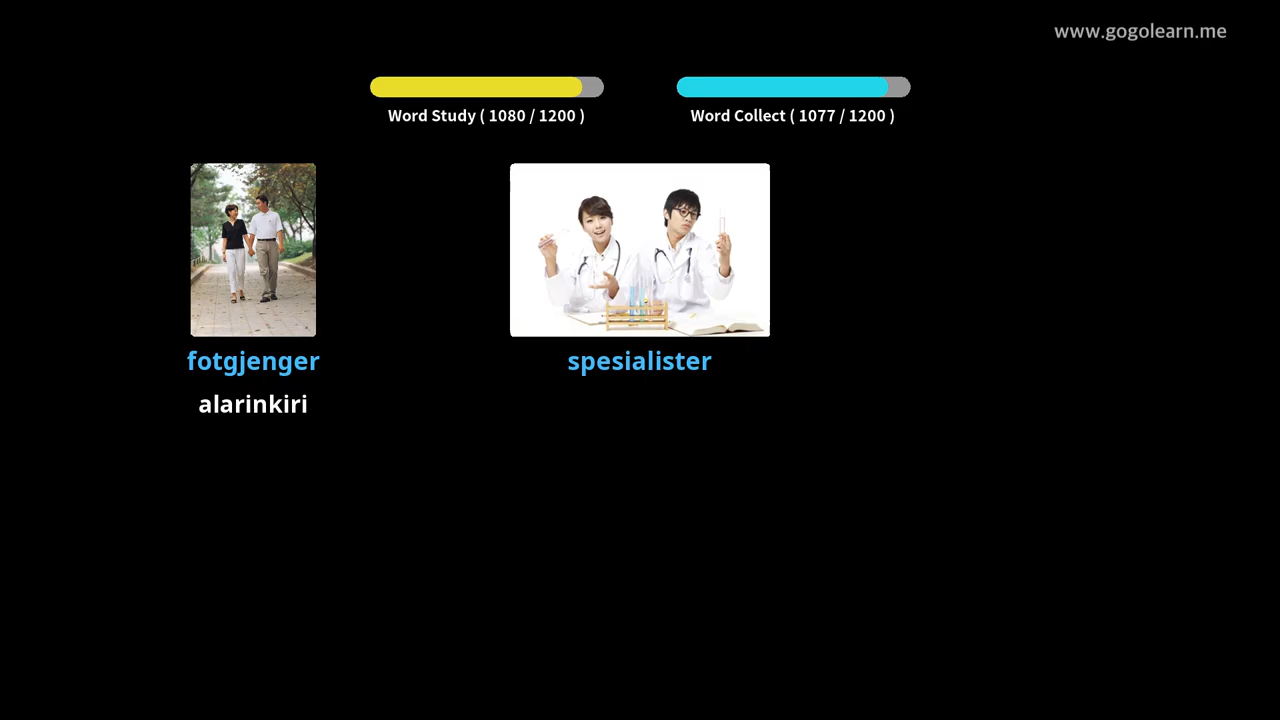 www.gogolearn.me
Word Study ( 1080 / 1200 )
Word Collect ( 1077 / 1200 )
fotgjenger
spesialister
alarinkiri